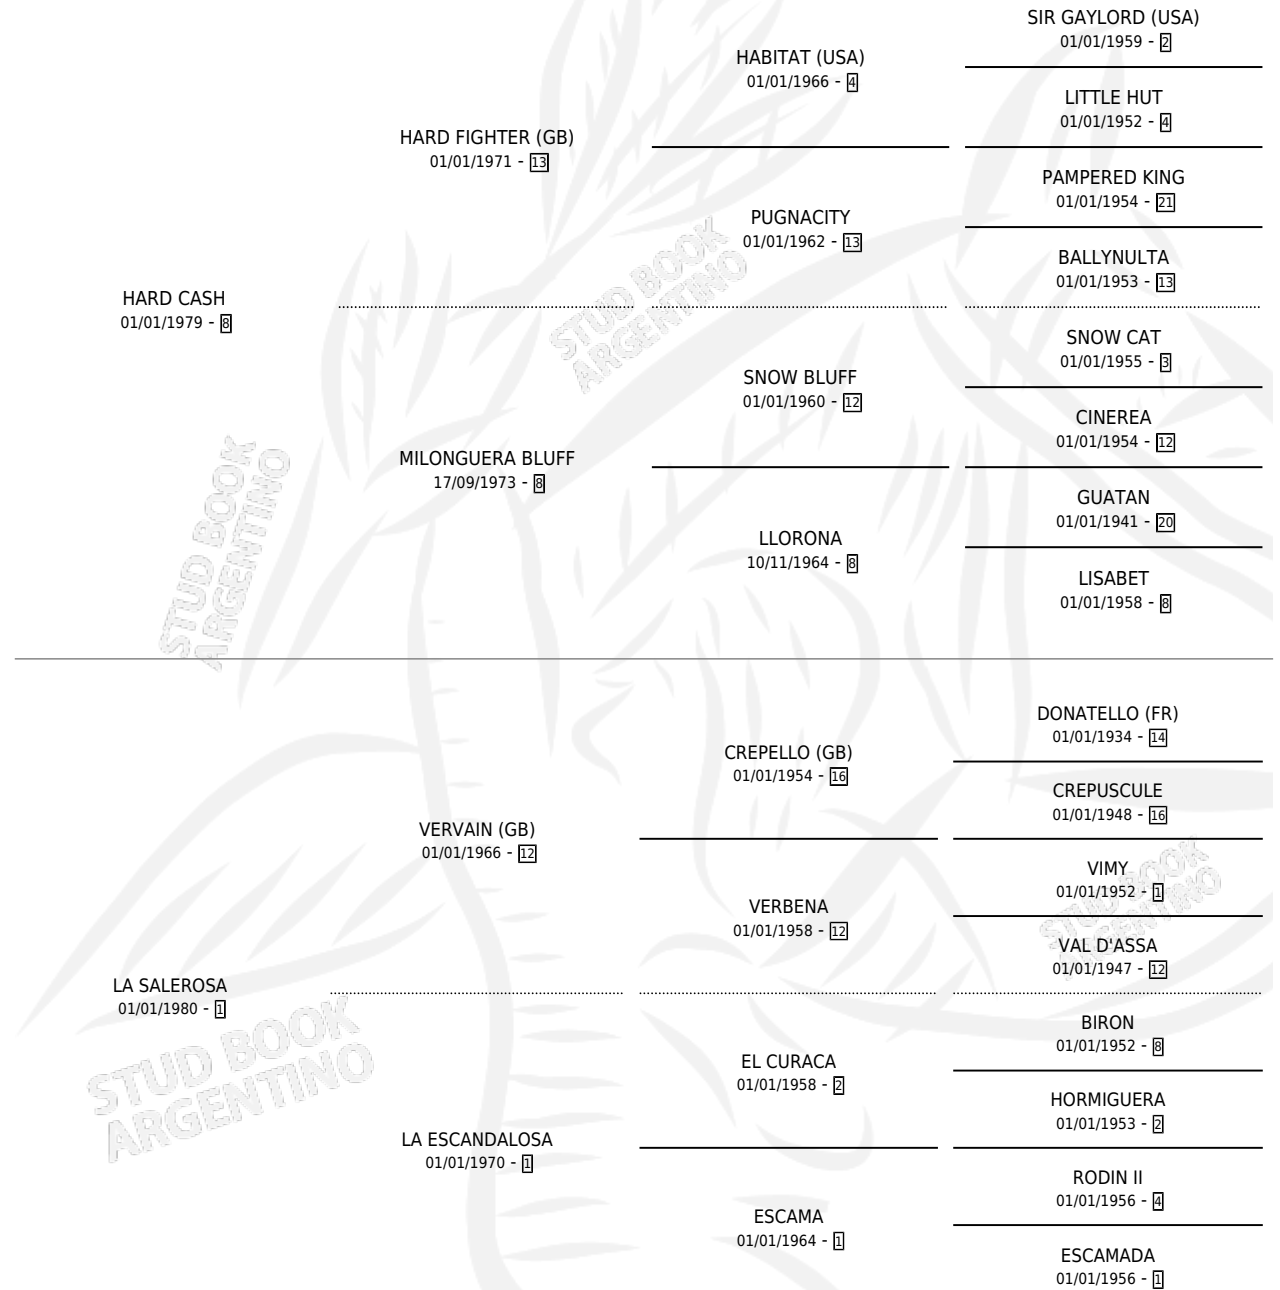 SIR GAYLORD (USA)
01/01/1959 - 2
HABITAT (USA)
01/01/1966 - 4
LITTLE HUT
01/01/1952 - 4
HARD FIGHTER (GB)
01/01/1971 - 13
PAMPERED KING
01/01/1954 - 21
PUGNACITY
01/01/1962 - 13
BALLYNULTA
01/01/1953 - 13
HARD CASH
01/01/1979 - 8
SNOW CAT
01/01/1955 - 3
SNOW BLUFF
01/01/1960 - 12
CINEREA
01/01/1954 - 12
MILONGUERA BLUFF
17/09/1973 - 8
GUATAN
01/01/1941 - 20
LLORONA
10/11/1964 - 8
LISABET
01/01/1958 - 8
DONATELLO (FR)
01/01/1934 - 14
CREPELLO (GB)
01/01/1954 - 16
CREPUSCULE
01/01/1948 - 16
VERVAIN (GB)
01/01/1966 - 12
VIMY
01/01/1952 - 1
VERBENA
01/01/1958 - 12
VAL D'ASSA
01/01/1947 - 12
LA SALEROSA
01/01/1980 - 1
BIRON
01/01/1952 - 8
EL CURACA
01/01/1958 - 2
HORMIGUERA
01/01/1953 - 2
LA ESCANDALOSA
01/01/1970 - 1
RODIN II
01/01/1956 - 4
ESCAMA
01/01/1964 - 1
ESCAMADA
01/01/1956 - 1
STUD BOOK
ARGENTINO
STUD BOOK
ARGENTINO
STUD BOOK
ARGENTINO
STUD BOOK
ARGENTINO